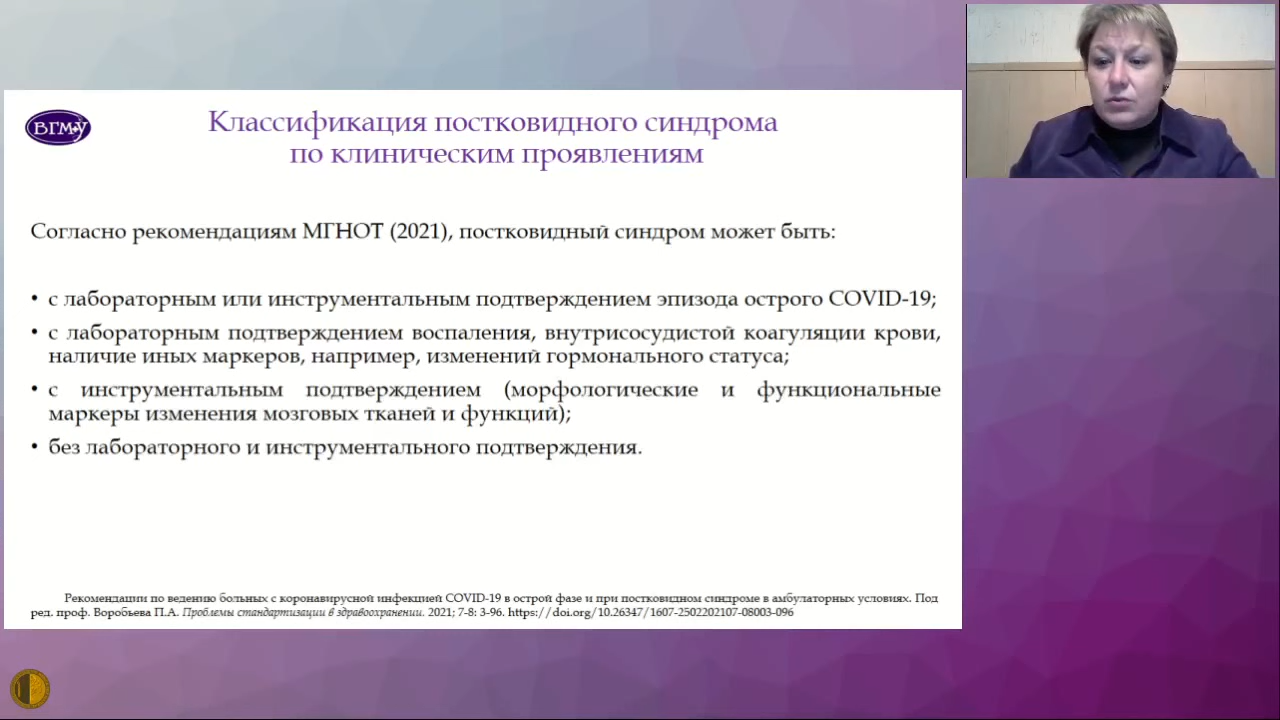 ВГМУ
Классификация постковидного синдрома
по клиническим проявлениям
Согласно рекомендациям МГНОТ (2021), постковидный синдром может быть:
• с лабораторным или инструментальным подтверждением эпизода острого COVID-19;
• с лабораторным подтверждением воспаления, внутрисосудистой коагуляции крови,
наличие иных маркеров, например, изменений гормонального статуса;
• с инструментальным подтверждением (морфологические и функциональные
маркеры изменения мозговых тканей и функций);
• без лабораторного и инструментального подтверждения.
Рекомендации по ведению больных с коронавирусной инфекцией COVID-19 в острой фазе и при постковидном синдроме в амбулаторных условиях. Под
ред. проф. Воробьева П.А. Проблемы стандартизации в здравоохранении. 2021; 7-8: 3-96. https://doi.org/10.26347/1607-2502202107-08003-096